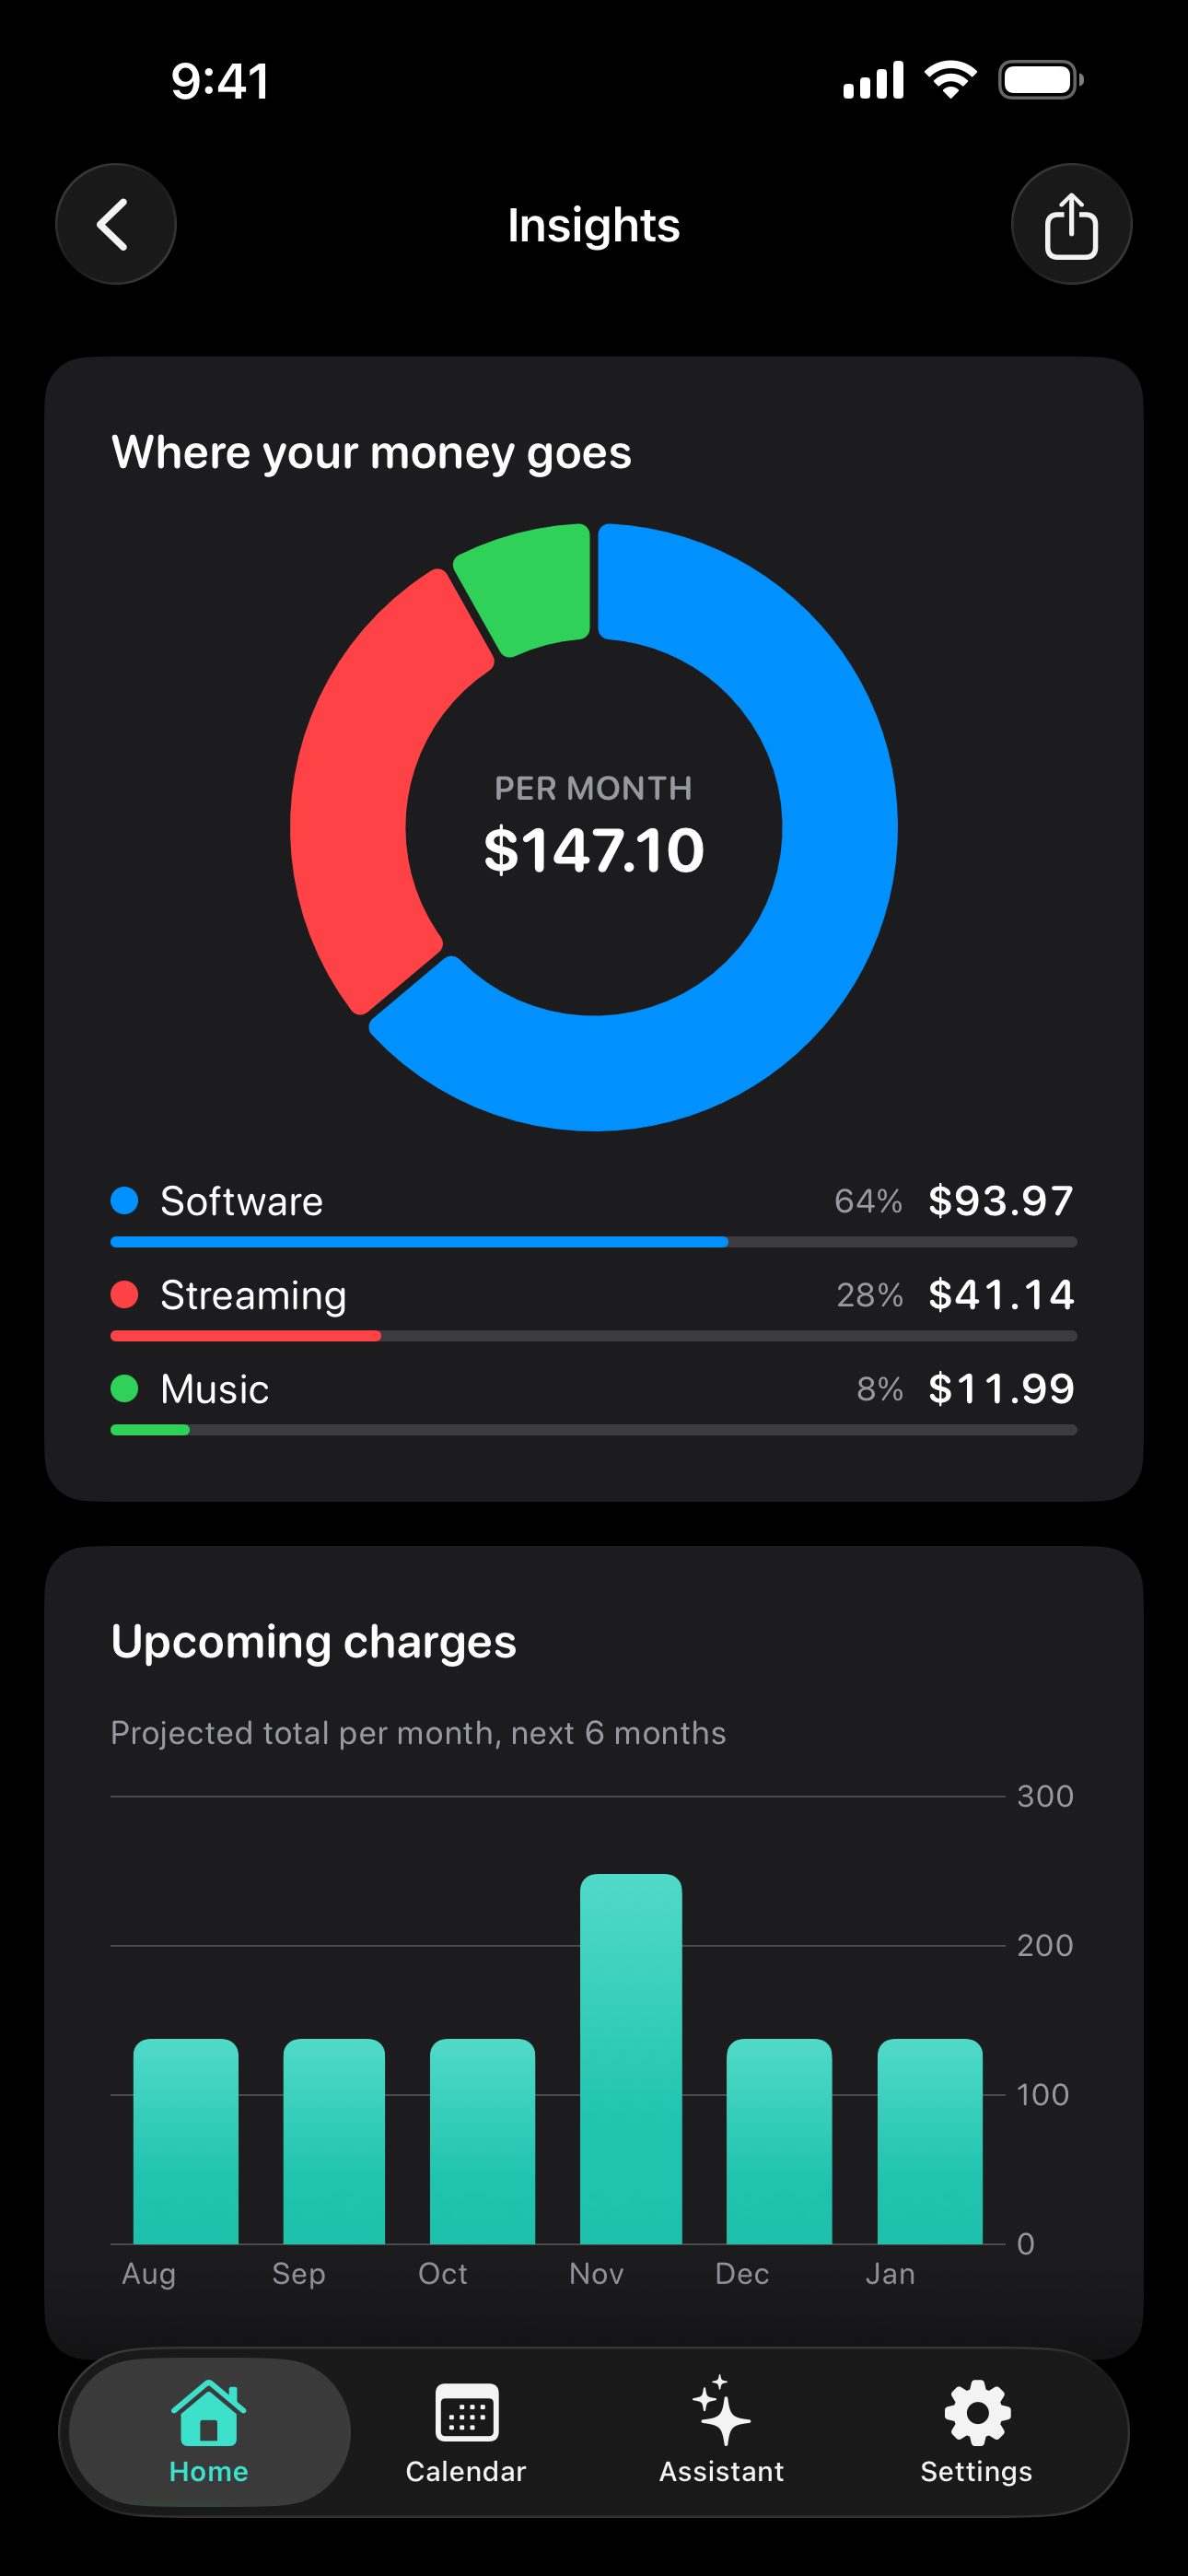 9:41
Insights
Where your money goes
PER MONTH
$147.10
Software 64% $93.97
Streaming 28% $41.14
Music 8% $11.99
Upcoming charges
Projected total per month, next 6 months
300
200
100
0
Aug Sep Oct Nov Dec Jan
Home Calendar Assistant Settings